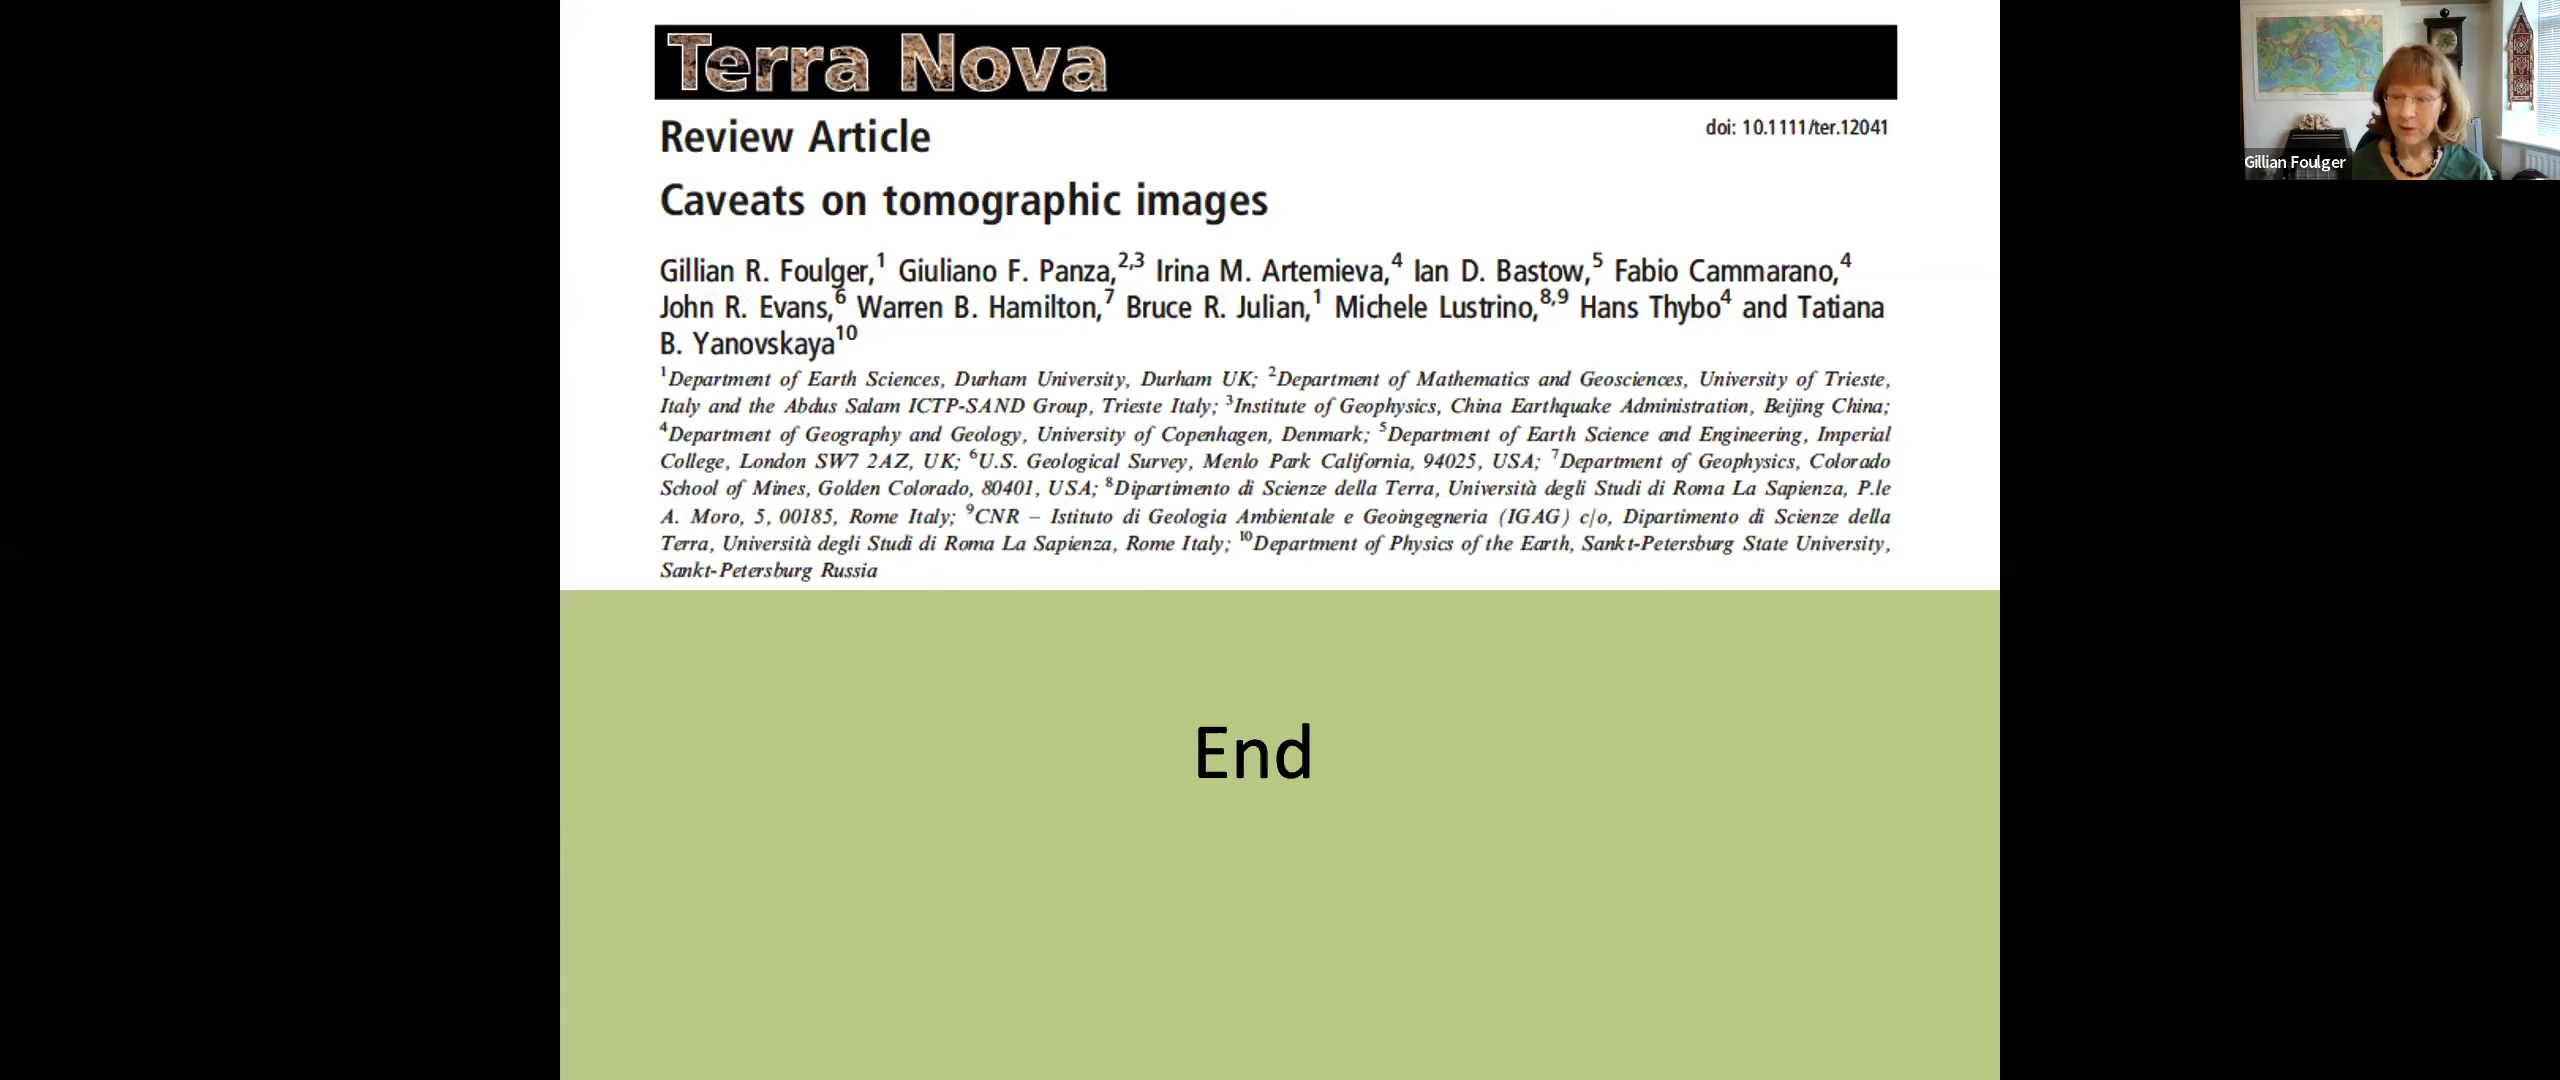 Terra Nova
Review Article
doi: 10.1111/ter.12041
Caveats on tomographic images
Gillian R. Foulger,1 Giuliano F. Panza,2,3 Irina M. Artemieva,4 Ian D. Bastow,5 Fabio Cammarano,4
John R. Evans,6 Warren B. Hamilton,7 Bruce R. Julian,1 Michele Lustrino,8,9 Hans Thybo4 and Tatiana
B. Yanovskaya10
1Department of Earth Sciences, Durham University, Durham UK; 2Department of Mathematics and Geosciences, University of Trieste,
Italy and the Abdus Salam ICTP-SAND Group, Trieste Italy; 3Institute of Geophysics, China Earthquake Administration, Beijing China;
4Department of Geography and Geology, University of Copenhagen, Denmark; 5Department of Earth Science and Engineering, Imperial
College, London SW7 2AZ, UK; 6U.S. Geological Survey, Menlo Park California, 94025, USA; 7Department of Geophysics, Colorado
School of Mines, Golden Colorado, 80401, USA; 8Dipartimento di Scienze della Terra, Università degli Studi di Roma La Sapienza, P.le
A. Moro, 5, 00185, Rome Italy; 9CNR – Istituto di Geologia Ambientale e Geoingegneria (IGAG) c/o, Dipartimento di Scienze della
Terra, Università degli Studi di Roma La Sapienza, Rome Italy; 10Department of Physics of the Earth, Sankt-Petersburg State University,
Sankt-Petersburg Russia
End
Gillian Foulger